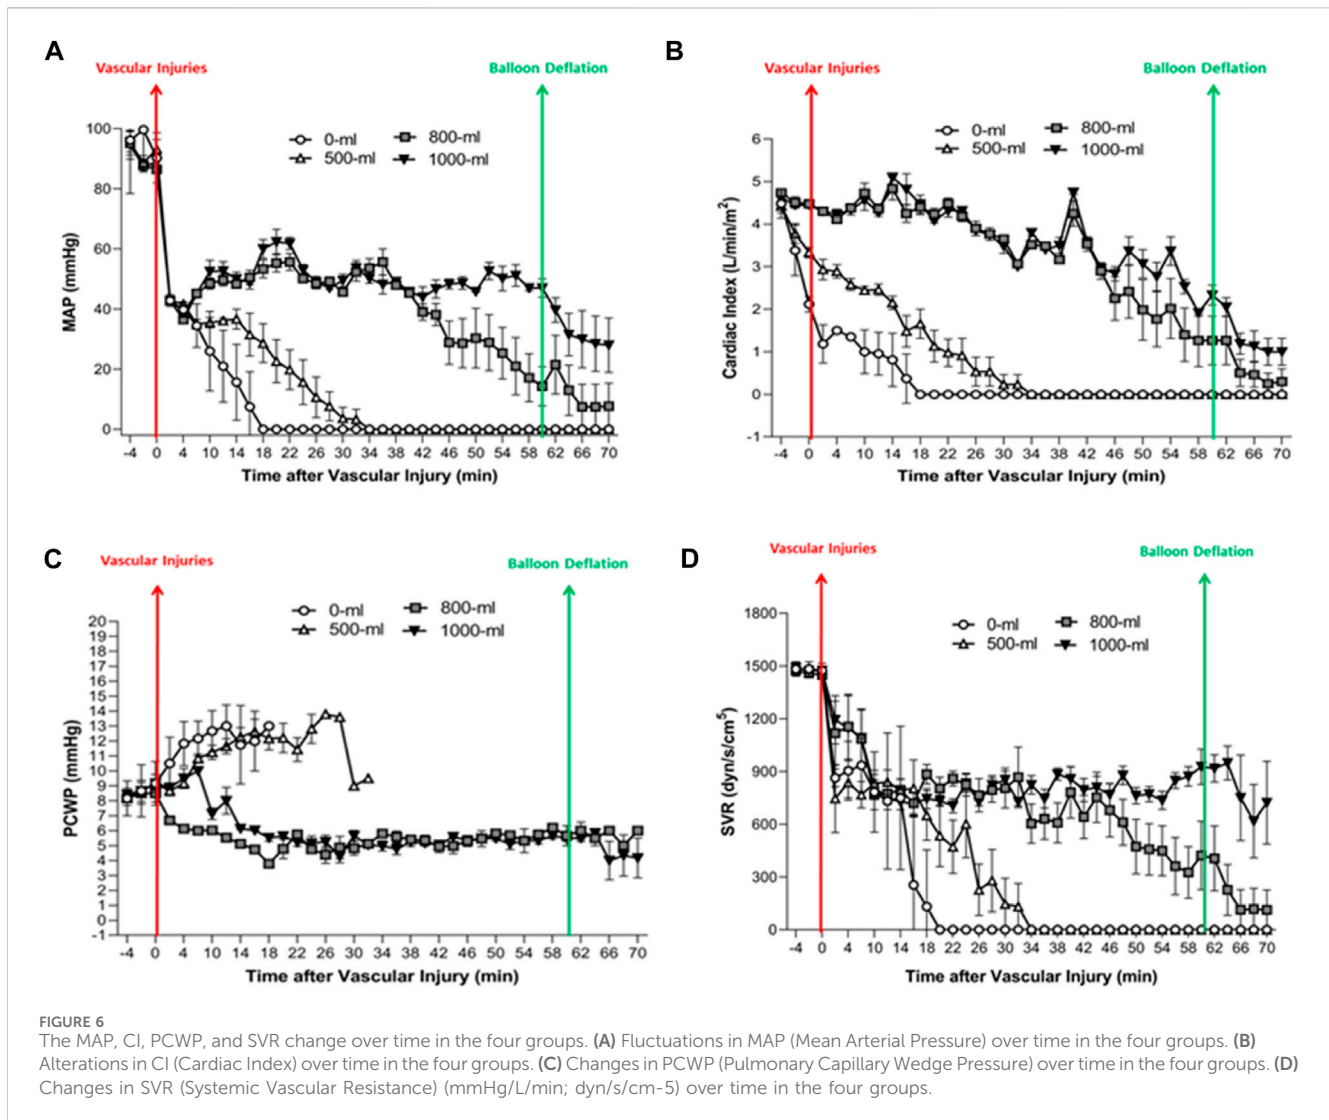 A
Vascular Injuries
Balloon Deflation
0-ml
500-ml
800-ml
1000-ml
MAP (mmHg)
100
80
60
40
20
0
-4 0 4 10 14 18 22 26 30 34 38 42 46 50 54 58 62 66 70
Time after Vascular Injury (min)
B
Vascular Injuries
Balloon Deflation
0-ml
500-ml
800-ml
1000-ml
Cardiac Index (L/min/m²)
6
5
4
3
2
1
0
-1
-4 0 4 10 14 18 22 26 30 34 38 42 46 50 54 58 62 66 70
Time after Vascular Injury (min)
C
Vascular Injuries
Balloon Deflation
0-ml
500-ml
800-ml
1000-ml
PCWP (mmHg)
20
19
18
17
16
15
14
13
12
11
10
9
8
7
6
5
4
3
2
1
0
-1
-4 0 4 10 14 18 22 26 30 34 38 42 46 50 54 58 62 66 70
Time after Vascular Injury (min)
D
Vascular Injuries
Balloon Deflation
0-ml
500-ml
800-ml
1000-ml
SVR (dyn/s/cm⁵)
1800
1500
1200
900
600
300
0
-4 0 4 10 14 18 22 26 30 34 38 42 46 50 54 58 62 66 70
Time after Vascular Injury (min)
FIGURE 6
The MAP, CI, PCWP, and SVR change over time in the four groups. (A) Fluctuations in MAP (Mean Arterial Pressure) over time in the four groups. (B)
Alterations in CI (Cardiac Index) over time in the four groups. (C) Changes in PCWP (Pulmonary Capillary Wedge Pressure) over time in the four groups. (D)
Changes in SVR (Systemic Vascular Resistance) (mmHg/L/min; dyn/s/cm-5) over time in the four groups.